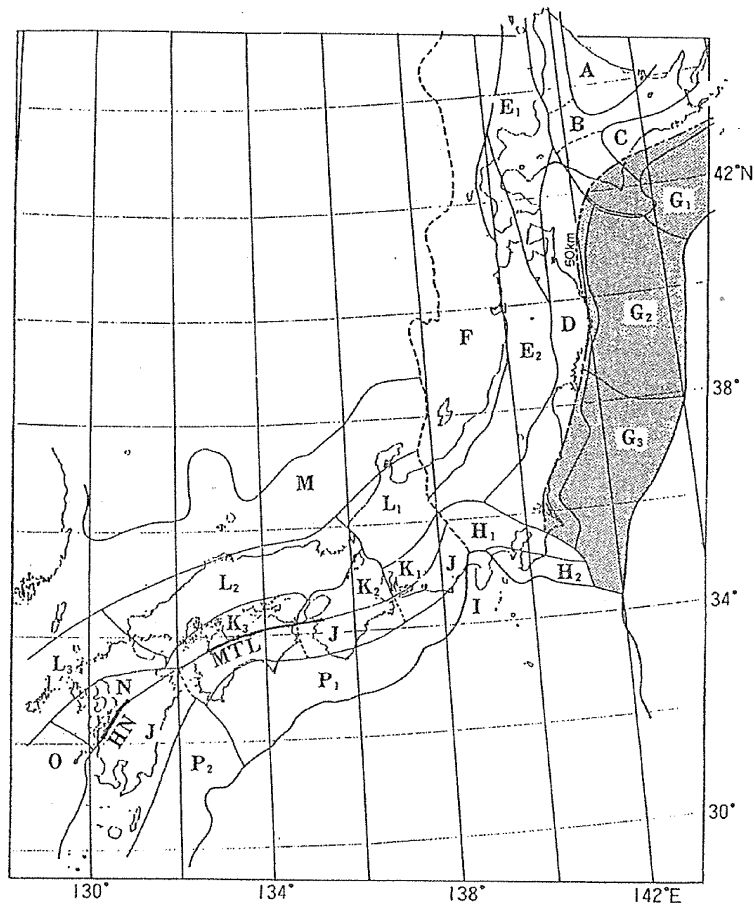 A
E₁
B
C
42°N
G₁
50km
G₂
D
F
E₂
38°
G₃
M
L₁
H₁
L₂
K₂
K₁
J
H₂
34°
I
K₃
J
MTL
L₃
N
P₁
HN
J
O
P₂
30°
130°
134°
138°
142°E